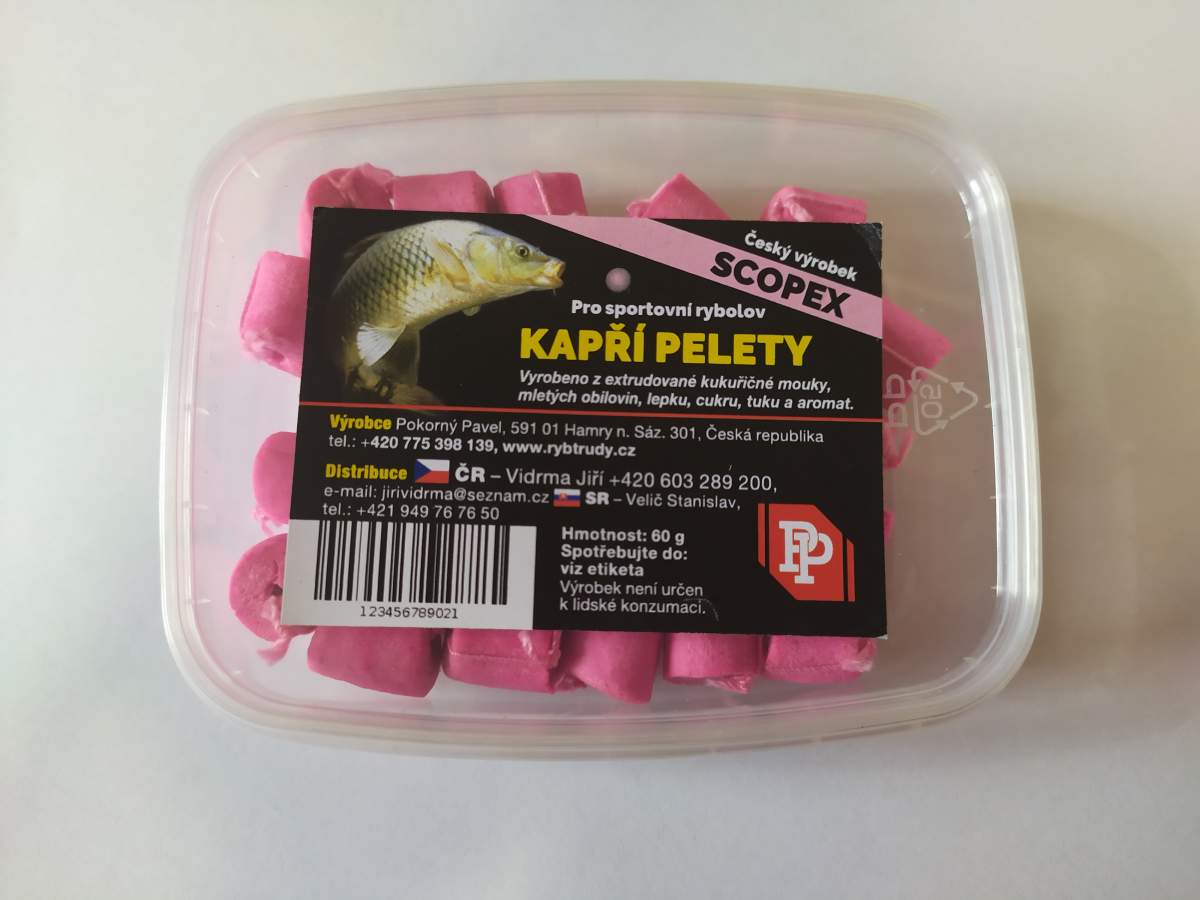 Český výrobek
SCOPEX
Pro sportovní rybolov
KAPŘÍ PELETY
Vyrobeno z extrudované kukuřičné mouky,
mletých obilovin, lepku, cukru, tuku a aromat.
Výrobce Pokorný Pavel, 591 01 Hamry n. Sáz. 301, Česká republika
tel.: +420 775 398 139, www.rybtrudy.cz
Distribuce ČR – Vidrma Jiří +420 603 289 200,
e-mail: jirividrma@seznam.cz SR – Velič Stanislav,
tel.: +421 949 76 76 50
Hmotnost: 60 g
Spotřebujte do:
viz etiketa
Výrobek není určen
k lidské konzumaci.
123456789021
PP
05
PP